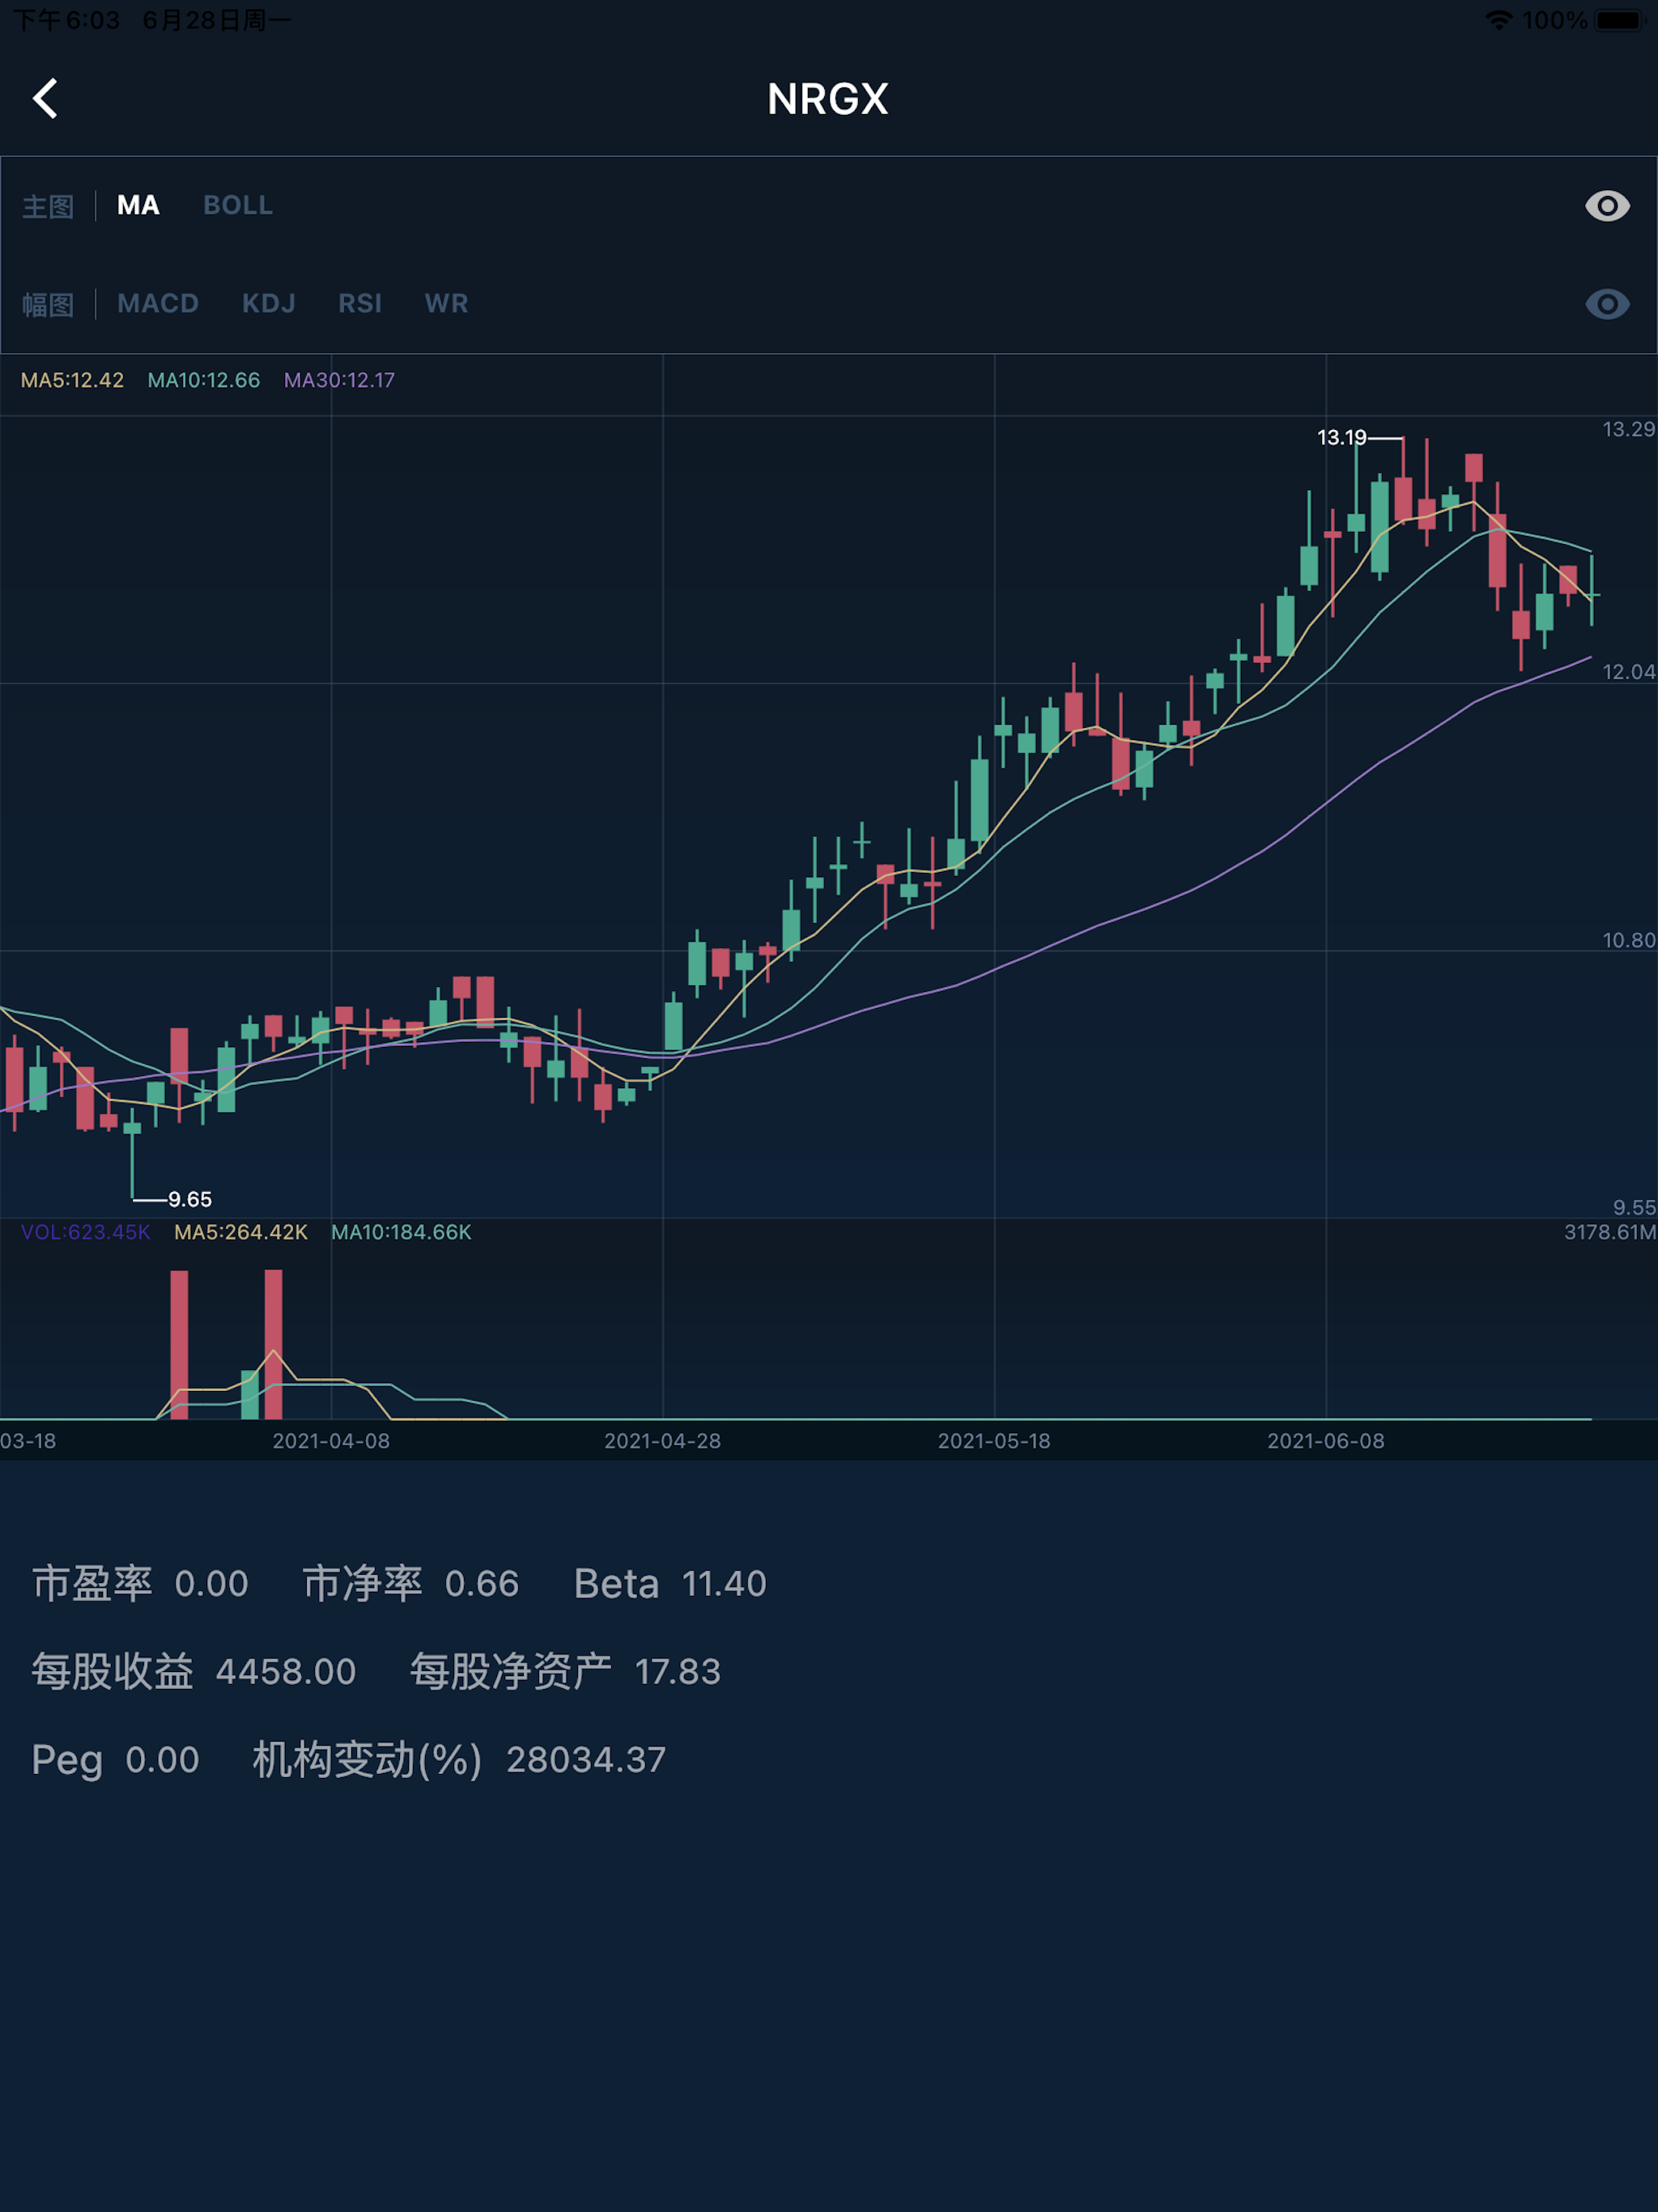 下午6:03 6月28日周一 100%
NRGX
主图 MA BOLL
幅图 MACD KDJ RSI WR
MA5:12.42 MA10:12.66 MA30:12.17
13.29
13.19
12.04
10.80
9.65
9.55
VOL:623.45K MA5:264.42K MA10:184.66K 3178.61M
03-18 2021-04-08 2021-04-28 2021-05-18 2021-06-08
市盈率 0.00 市净率 0.66 Beta 11.40
每股收益 4458.00 每股净资产 17.83
Peg 0.00 机构变动(%) 28034.37